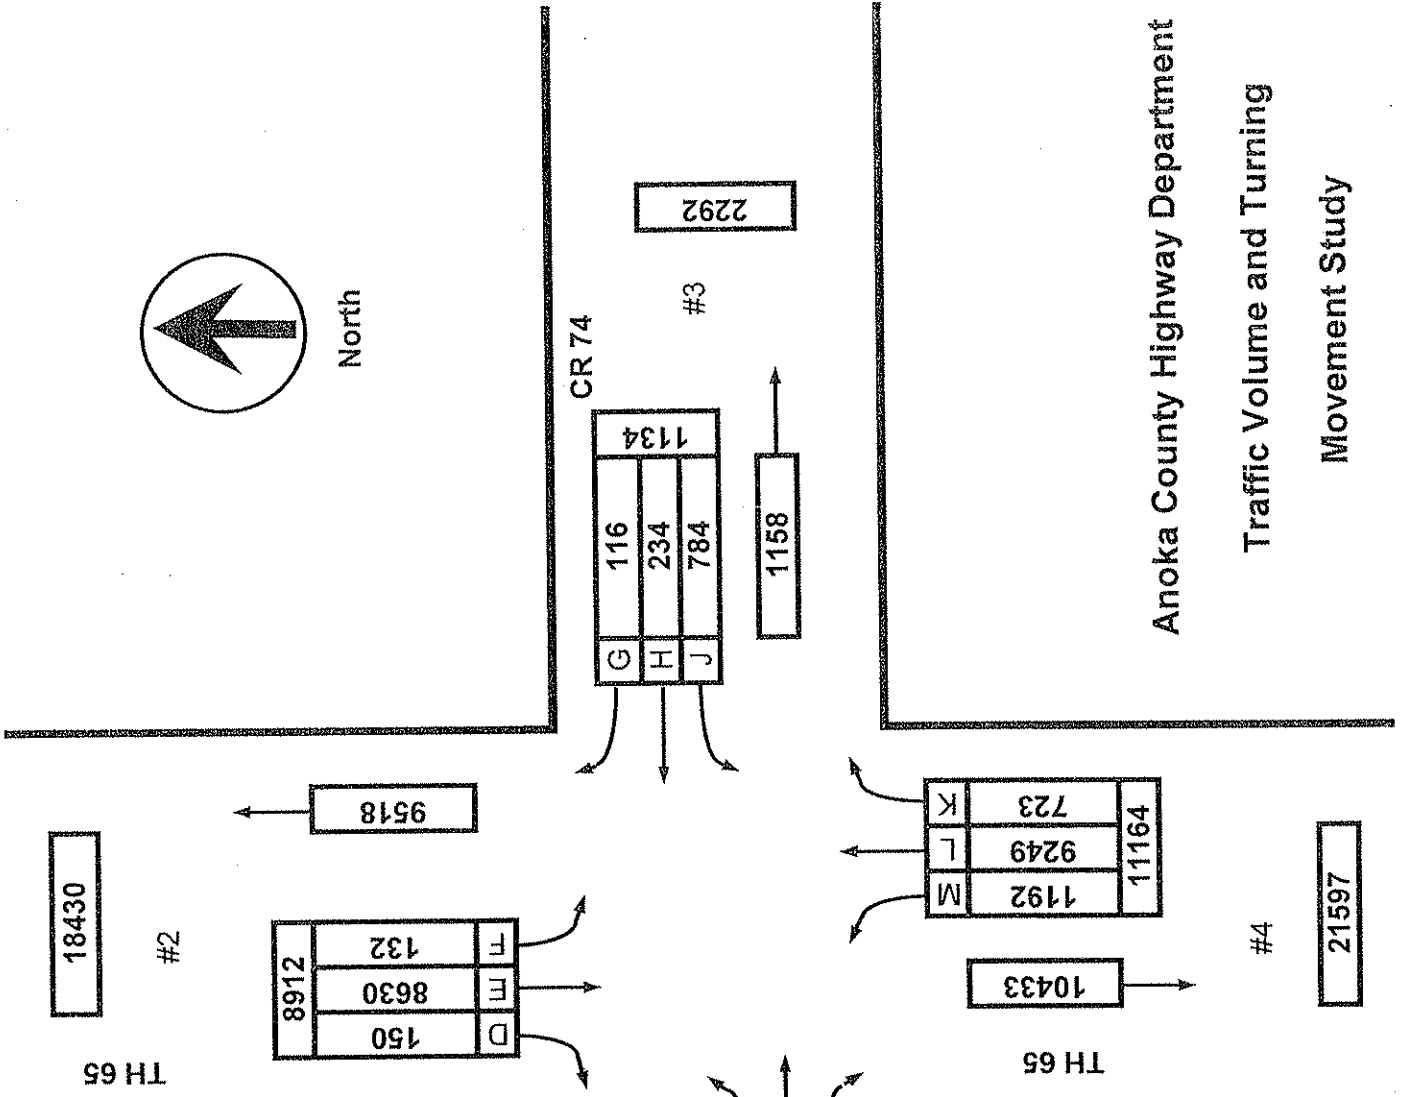 North
CR 74
#3
2292
1134
G 116
H 234
J 784
1158
TH 65
18430
#2
9518
8912
150 8630 132
D E F
M L K
1192 9249 723
11164
10433
TH 65
#4
21597
Anoka County Highway Department
Traffic Volume and Turning
Movement Study